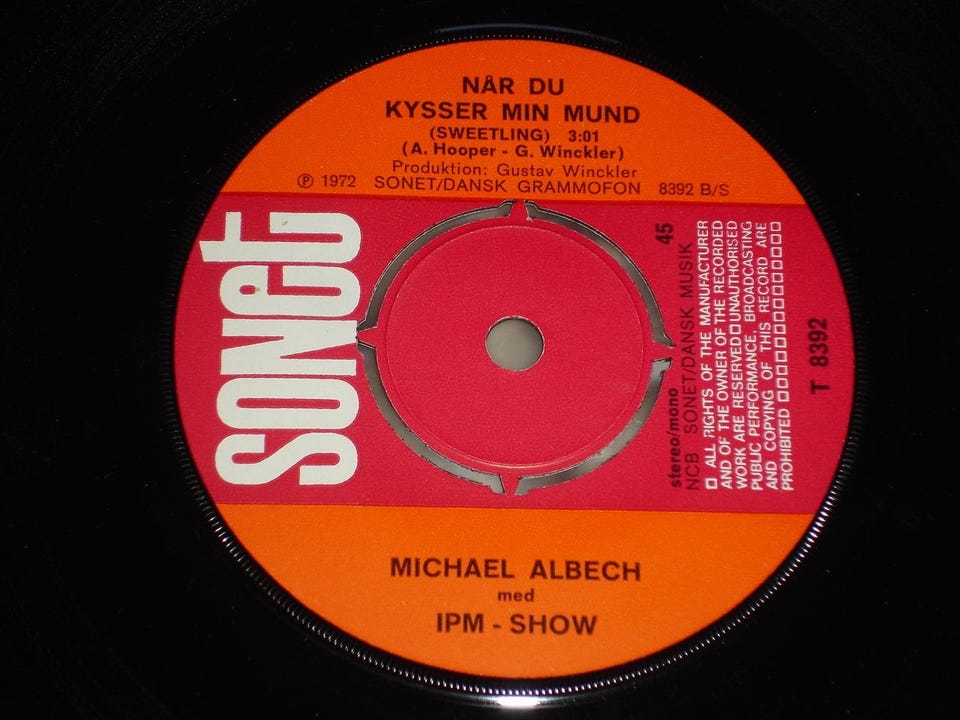 NÅR DU
KYSSER MIN MUND
(SWEETLING) 3:01
(A. Hooper - G. Winckler)
Produktion: Gustav Winckler
℗ 1972 SONET/DANSK GRAMMOFON 8392 B/S
SONET
45
stereo/mono
NCB SONET/DANSK MUSIK
□ ALL RIGHTS OF THE MANUFACTURER
AND OF THE OWNER OF THE RECORDED
WORK ARE RESERVED □ UNAUTHORISED
PUBLIC PERFORMANCE, BROADCASTING
AND COPYING OF THIS RECORD ARE
PROHIBITED □□□□□□□□□□□□□□
T 8392
MICHAEL ALBECH
med
IPM - SHOW